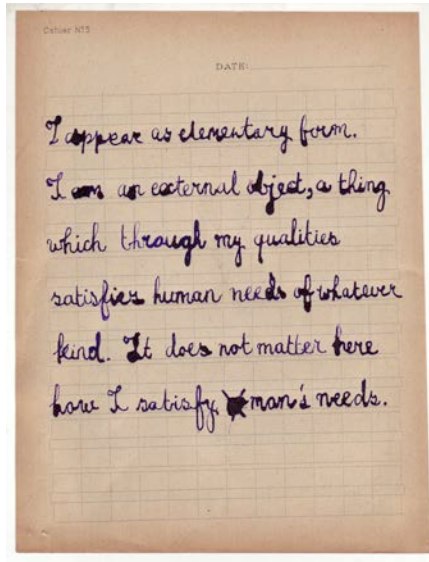 Cahier №5
DATE:
I appear as elementary form.
I am an external object, a thing
which through my qualities
satisfies human needs of whatever
kind. It does not matter here
how I satisfy man's needs.